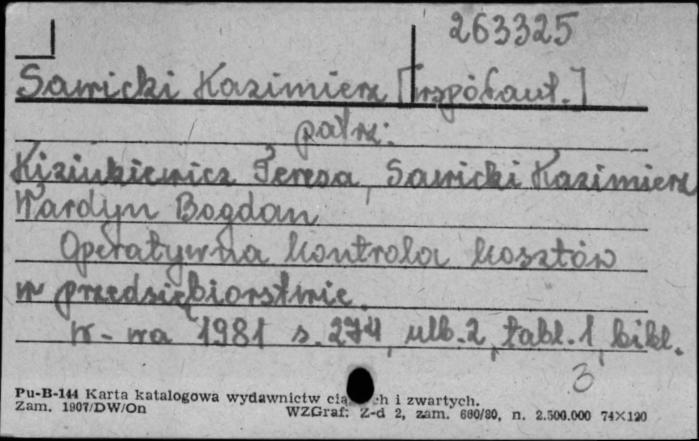 263325
Sawicki Kazimierz [współaut.]
patrz:
Kiziukiewicz Teresa, Sawicki Kazimierz
Wardyn Bogdan
Operatywna kontrola kosztów
w przedsiębiorstwie.
W-wa 1981 s. 274, ulb. 2, tabl. 1, bibl.
3
Pu-B-144 Karta katalogowa wydawnictw i zwartych.
Zam. 1907/DW/On WZGraf: Z-d 2, zam. 660/80, n. 2.500.000 74×120